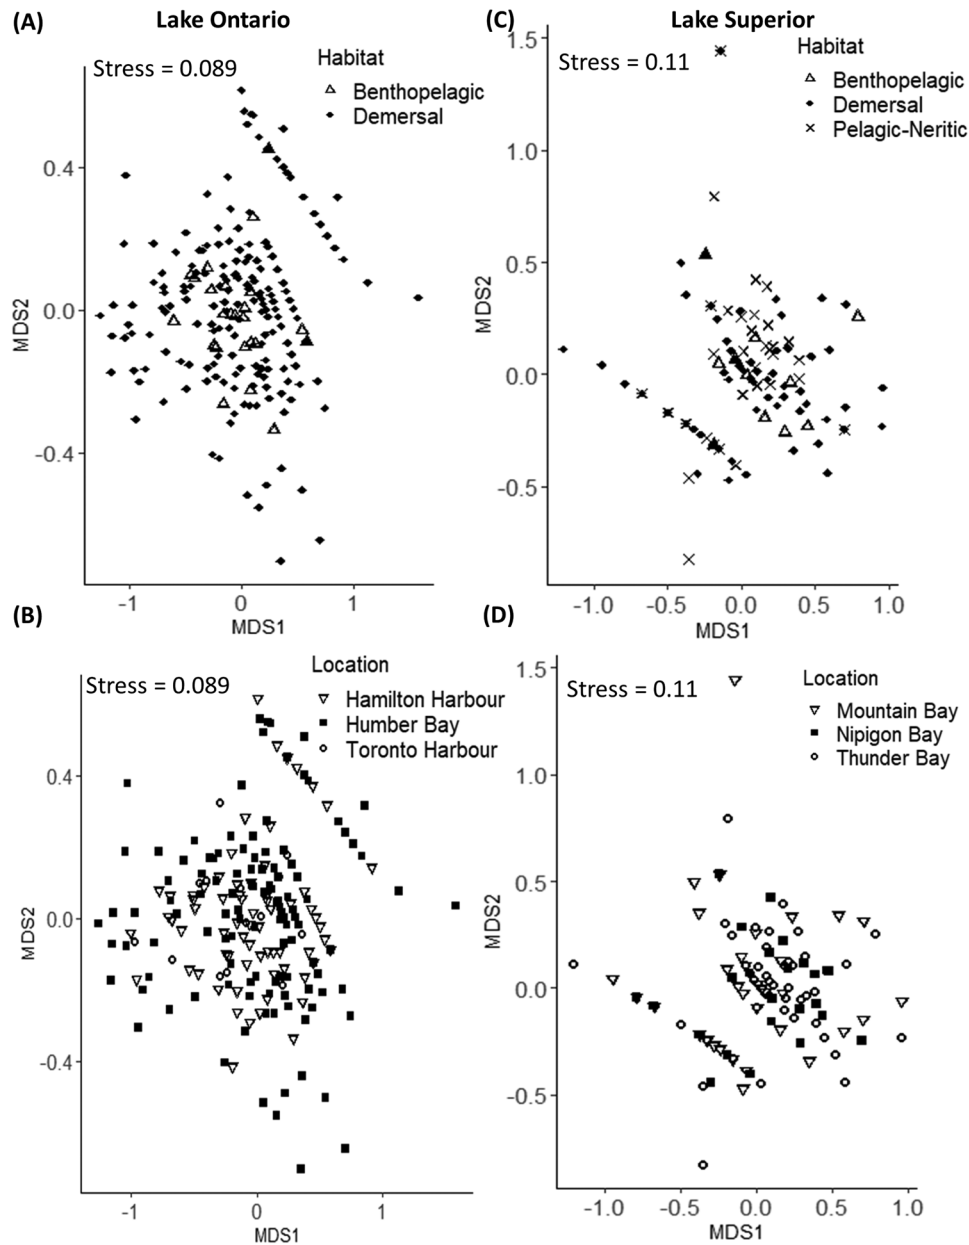 (A)
Lake Ontario
Stress = 0.089
Habitat
Benthopelagic
Demersal
0.4
0.0
-0.4
MDS2
-1
0
1
MDS1
(C)
Lake Superior
Stress = 0.11
Habitat
Benthopelagic
Demersal
Pelagic-Neritic
1.5
1.0
0.5
0.0
-0.5
MDS2
-1.0
-0.5
0.0
0.5
1.0
MDS1
(B)
Stress = 0.089
Location
Hamilton Harbour
Humber Bay
Toronto Harbour
0.4
0.0
-0.4
MDS2
-1
0
1
MDS1
(D)
Stress = 0.11
Location
Mountain Bay
Nipigon Bay
Thunder Bay
1.5
1.0
0.5
0.0
-0.5
MDS2
-1.0
-0.5
0.0
0.5
1.0
MDS1